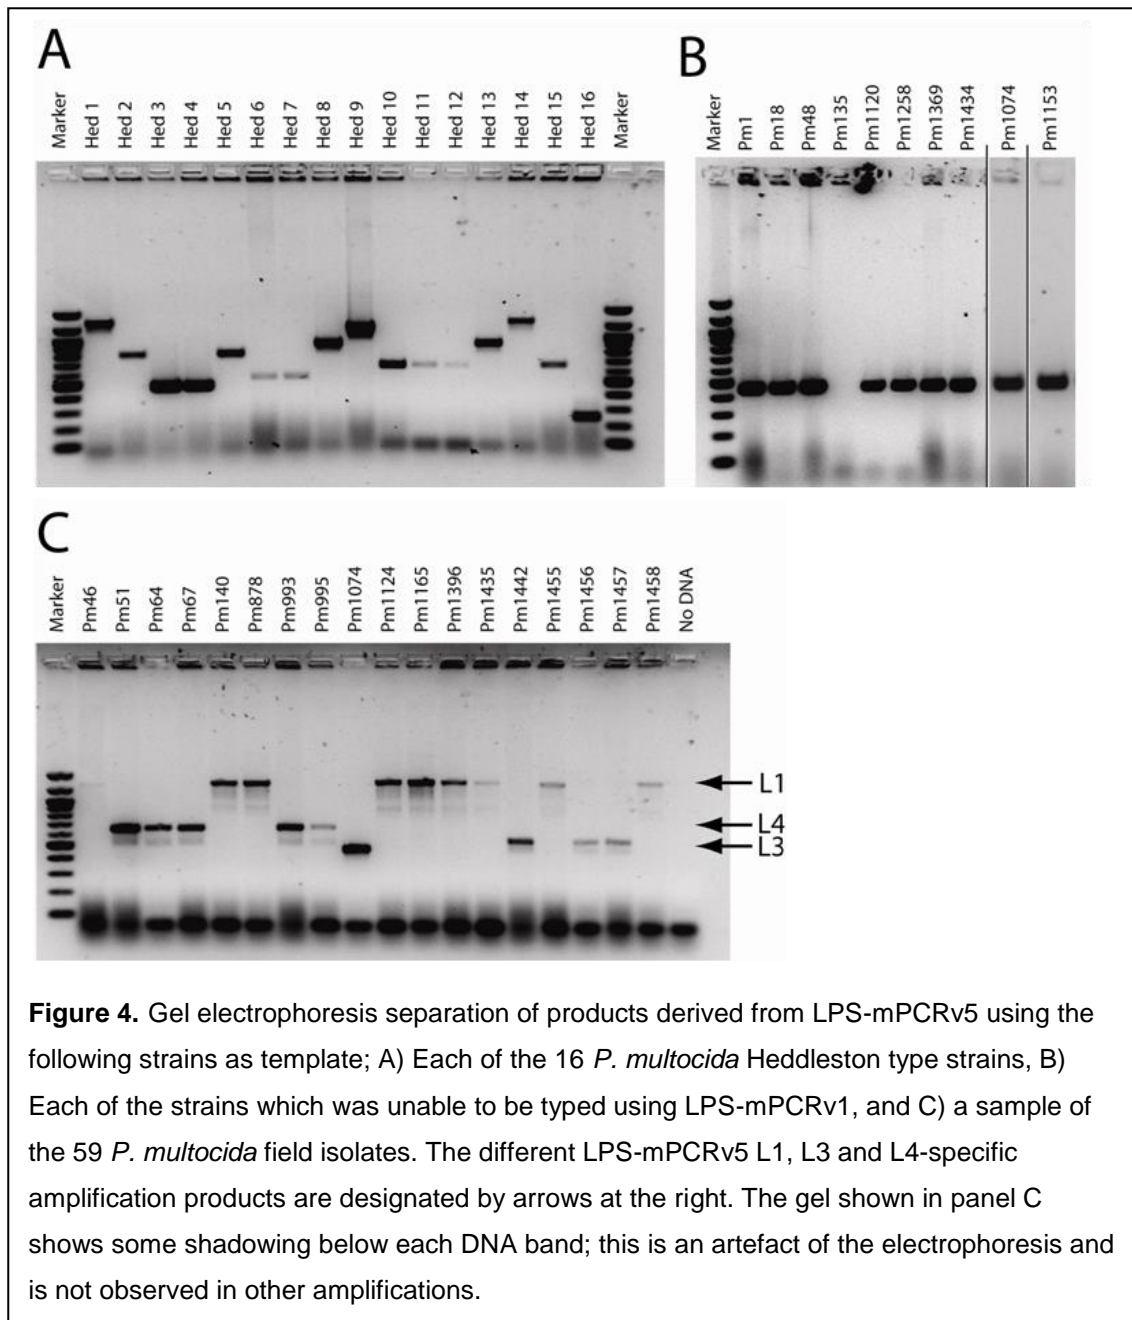 A
Marker
Hed 1
Hed 2
Hed 3
Hed 4
Hed 5
Hed 6
Hed 7
Hed 8
Hed 9
Hed 10
Hed 11
Hed 12
Hed 13
Hed 14
Hed 15
Hed 16
Marker
B
Marker
Pm1
Pm18
Pm48
Pm135
Pm1120
Pm1258
Pm1369
Pm1434
Pm1074
Pm1153
C
Marker
Pm46
Pm51
Pm64
Pm67
Pm140
Pm878
Pm993
Pm995
Pm1074
Pm1124
Pm1165
Pm1396
Pm1435
Pm1442
Pm1455
Pm1456
Pm1457
Pm1458
No DNA
L1
L4
L3
Figure 4. Gel electrophoresis separation of products derived from LPS-mPCRv5 using the
following strains as template; A) Each of the 16 P. multocida Heddleston type strains, B)
Each of the strains which was unable to be typed using LPS-mPCRv1, and C) a sample of
the 59 P. multocida field isolates. The different LPS-mPCRv5 L1, L3 and L4-specific
amplification products are designated by arrows at the right. The gel shown in panel C
shows some shadowing below each DNA band; this is an artefact of the electrophoresis and
is not observed in other amplifications.